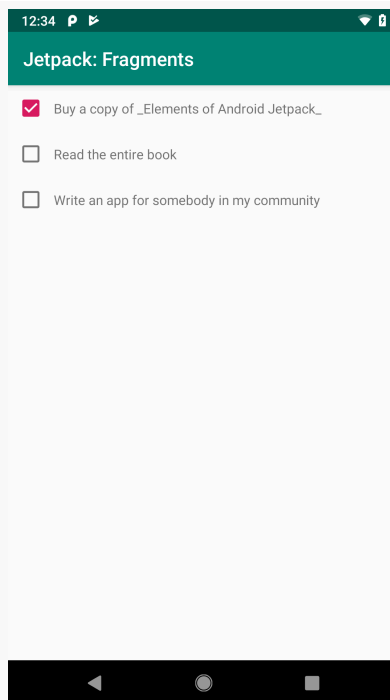 12:34
Jetpack: Fragments
Buy a copy of _Elements of Android Jetpack_
Read the entire book
Write an app for somebody in my community